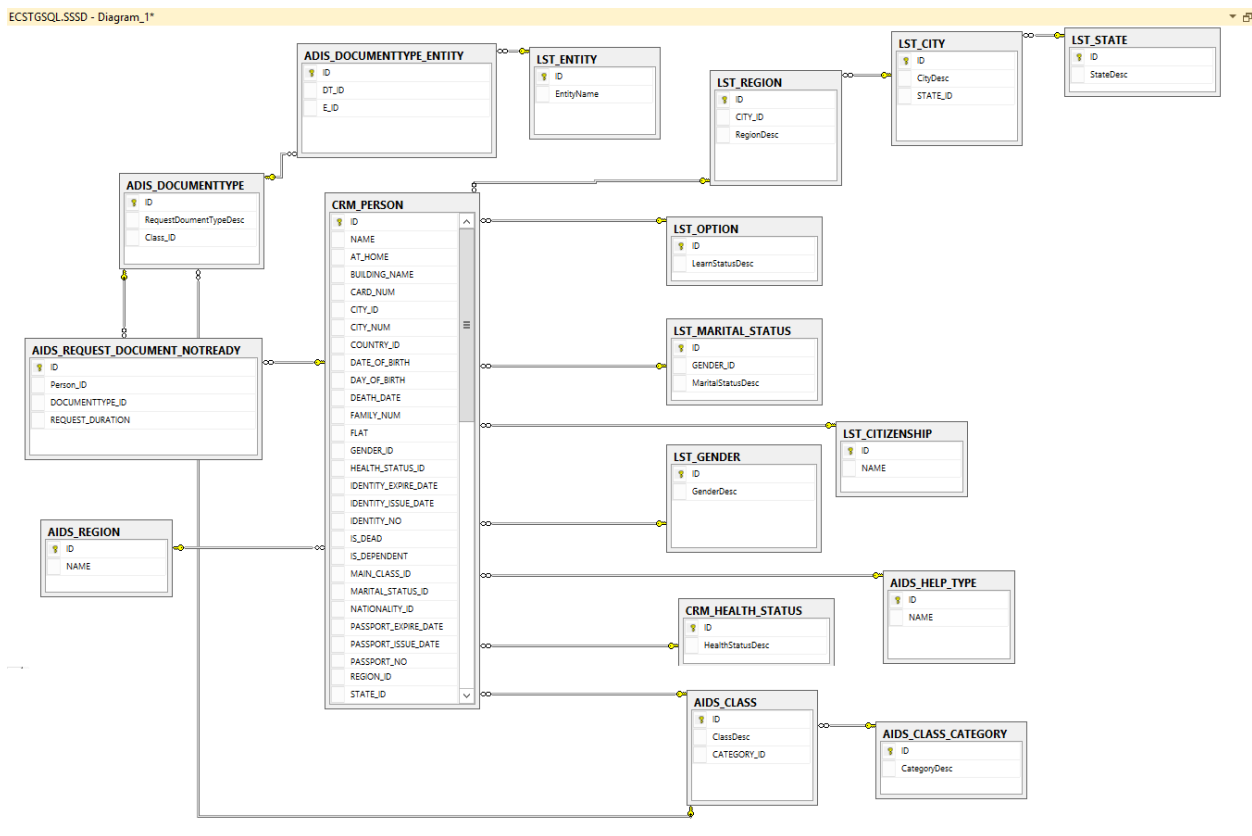 ECSTGSQL.SSSD - Diagram_1*
ADIS_DOCUMENTTYPE_ENTITY
ID
DT_ID
E_ID
LST_ENTITY
ID
EntityName
LST_REGION
ID
CITY_ID
RegionDesc
LST_CITY
ID
CityDesc
STATE_ID
LST_STATE
ID
StateDesc
ADIS_DOCUMENTTYPE
ID
RequestDoumentTypeDesc
Class_ID
CRM_PERSON
ID
NAME
AT_HOME
BUILDING_NAME
CARD_NUM
CITY_ID
CITY_NUM
COUNTRY_ID
DATE_OF_BIRTH
DAY_OF_BIRTH
DEATH_DATE
FAMILY_NUM
FLAT
GENDER_ID
HEALTH_STATUS_ID
IDENTITY_EXPIRE_DATE
IDENTITY_ISSUE_DATE
IDENTITY_NO
IS_DEAD
IS_DEPENDENT
MAIN_CLASS_ID
MARITAL_STATUS_ID
NATIONALITY_ID
PASSPORT_EXPIRE_DATE
PASSPORT_ISSUE_DATE
PASSPORT_NO
REGION_ID
STATE_ID
LST_OPTION
ID
LearnStatusDesc
LST_MARITAL_STATUS
ID
GENDER_ID
MaritalStatusDesc
AIDS_REQUEST_DOCUMENT_NOTREADY
ID
Person_ID
DOCUMENTTYPE_ID
REQUEST_DURATION
LST_CITIZENSHIP
ID
NAME
LST_GENDER
ID
GenderDesc
AIDS_REGION
ID
NAME
AIDS_HELP_TYPE
ID
NAME
CRM_HEALTH_STATUS
ID
HealthStatusDesc
AIDS_CLASS
ID
ClassDesc
CATEGORY_ID
AIDS_CLASS_CATEGORY
ID
CategoryDesc